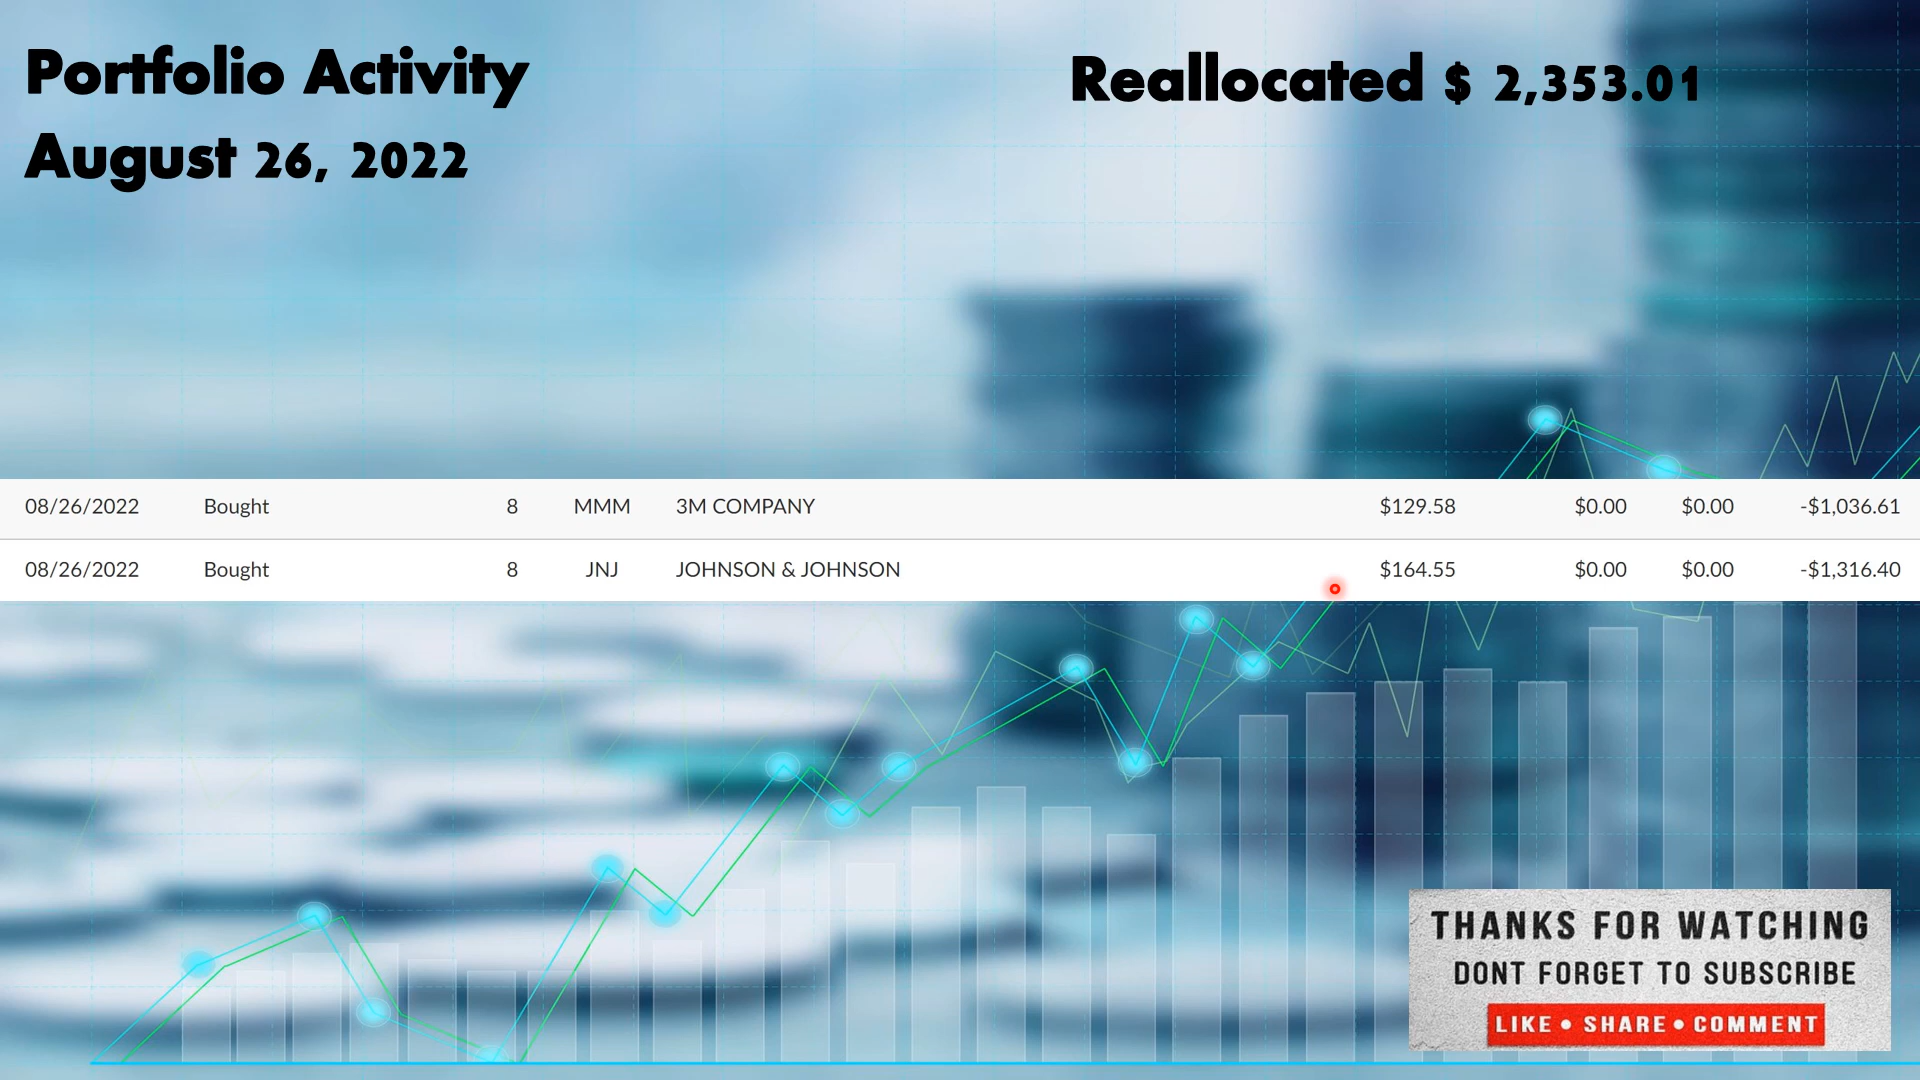 Portfolio Activity
August 26, 2022
Reallocated $ 2,353.01
08/26/2022 Bought 8 MMM 3M COMPANY $129.58 $0.00 $0.00 -$1,036.61
08/26/2022 Bought 8 JNJ JOHNSON & JOHNSON $164.55 $0.00 $0.00 -$1,316.40
THANKS FOR WATCHING
DONT FORGET TO SUBSCRIBE
LIKE • SHARE • COMMENT